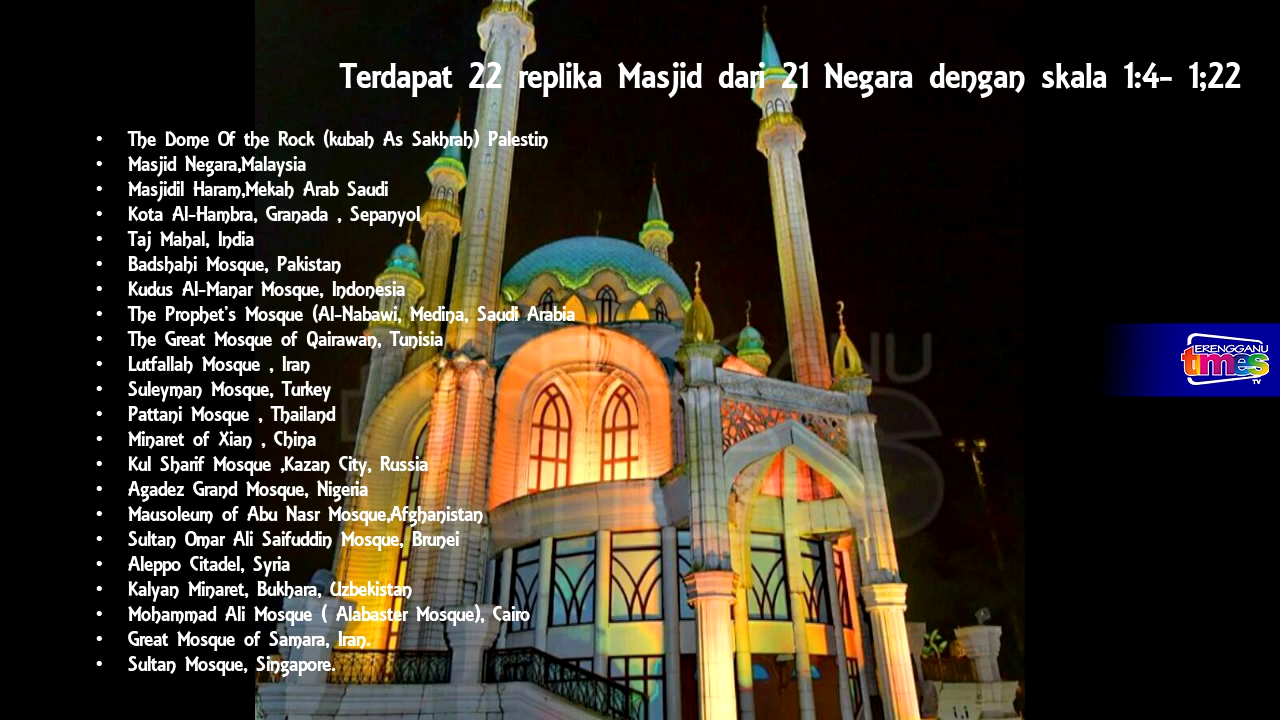 Terdapat 22 replika Masjid dari 21 Negara dengan skala 1:4– 1;22
• The Dome Of the Rock (kubah As Sakhrah) Palestin
• Masjid Negara,Malaysia
• Masjidil Haram,Mekah Arab Saudi
• Kota Al-Hambra, Granada , Sepanyol
• Taj Mahal, India
• Badshahi Mosque, Pakistan
• Kudus Al-Manar Mosque, Indonesia
• The Prophet's Mosque (Al-Nabawi, Medina, Saudi Arabia
• The Great Mosque of Qairawan, Tunisia
• Lutfallah Mosque , Iran
• Suleyman Mosque, Turkey
• Pattani Mosque , Thailand
• Minaret of Xian , China
• Kul Sharif Mosque ,Kazan City, Russia
• Agadez Grand Mosque, Nigeria
• Mausoleum of Abu Nasr Mosque,Afghanistan
• Sultan Omar Ali Saifuddin Mosque, Brunei
• Aleppo Citadel, Syria
• Kalyan Minaret, Bukhara, Uzbekistan
• Mohammad Ali Mosque ( Alabaster Mosque), Cairo
• Great Mosque of Samara, Iran.
• Sultan Mosque, Singapore.
TERENGGANU
tmes
TV